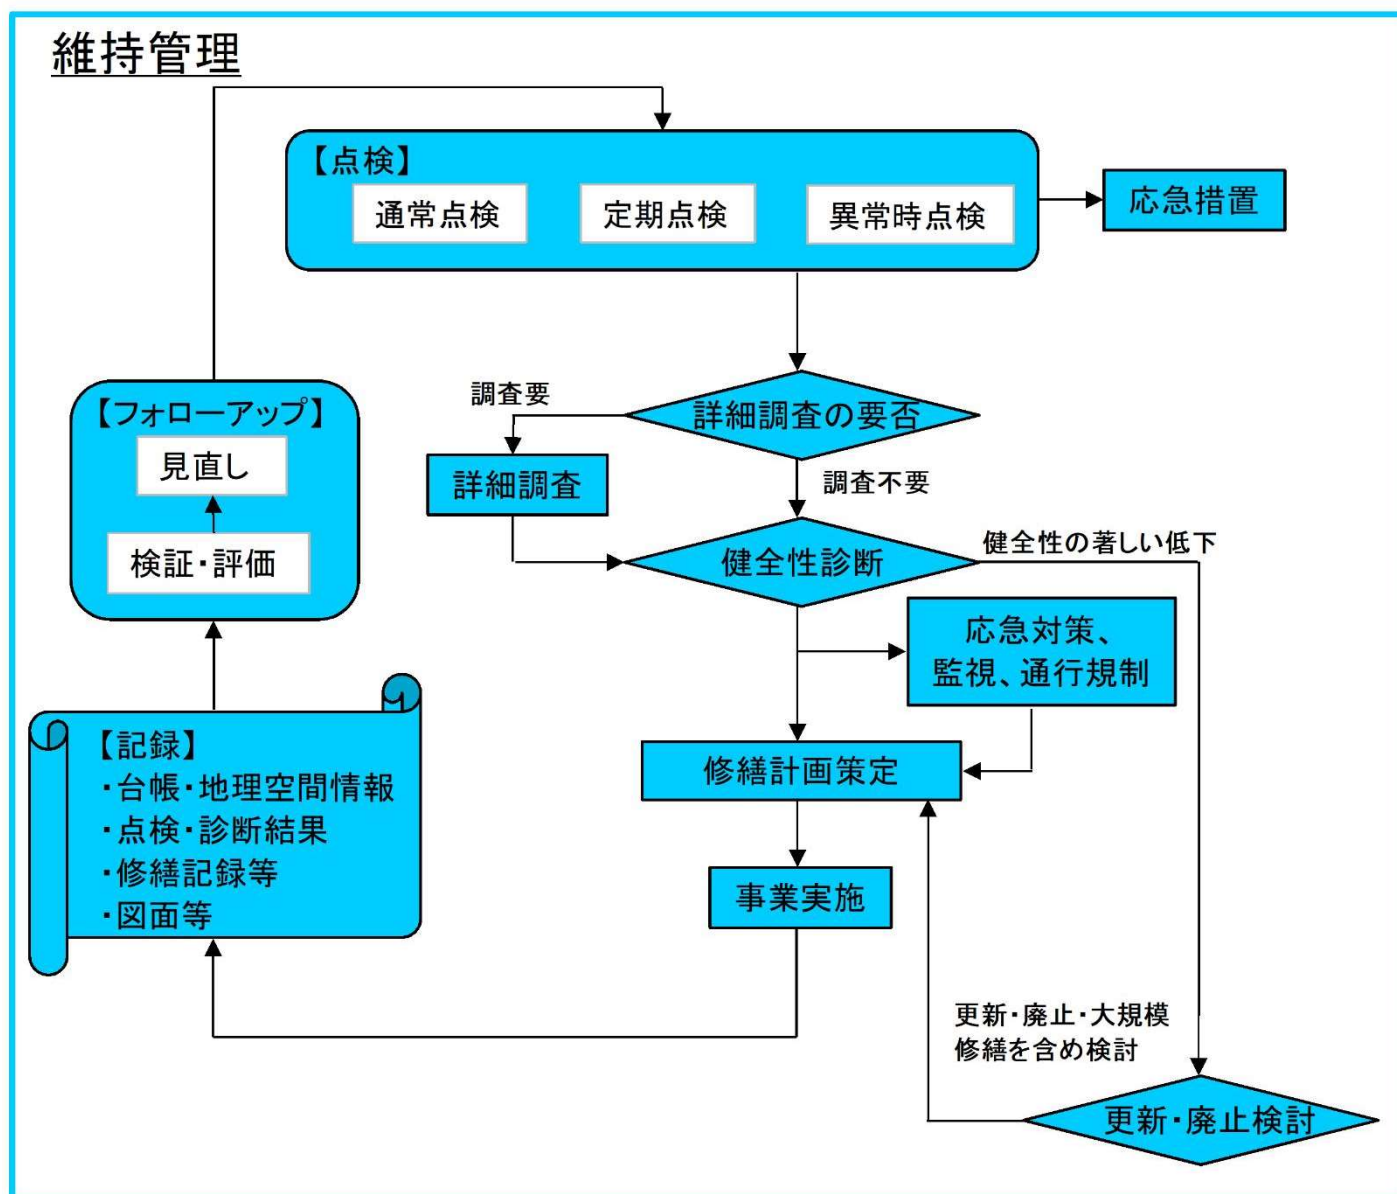 維持管理
【点検】
通常点検
定期点検
異常時点検
応急措置
調査要
詳細調査の要否
詳細調査
調査不要
健全性診断
健全性の著しい低下
応急対策、
監視、通行規制
修繕計画策定
事業実施
更新・廃止・大規模
修繕を含め検討
更新・廃止検討
【フォローアップ】
見直し
検証・評価
【記録】
・台帳・地理空間情報
・点検・診断結果
・修繕記録等
・図面等